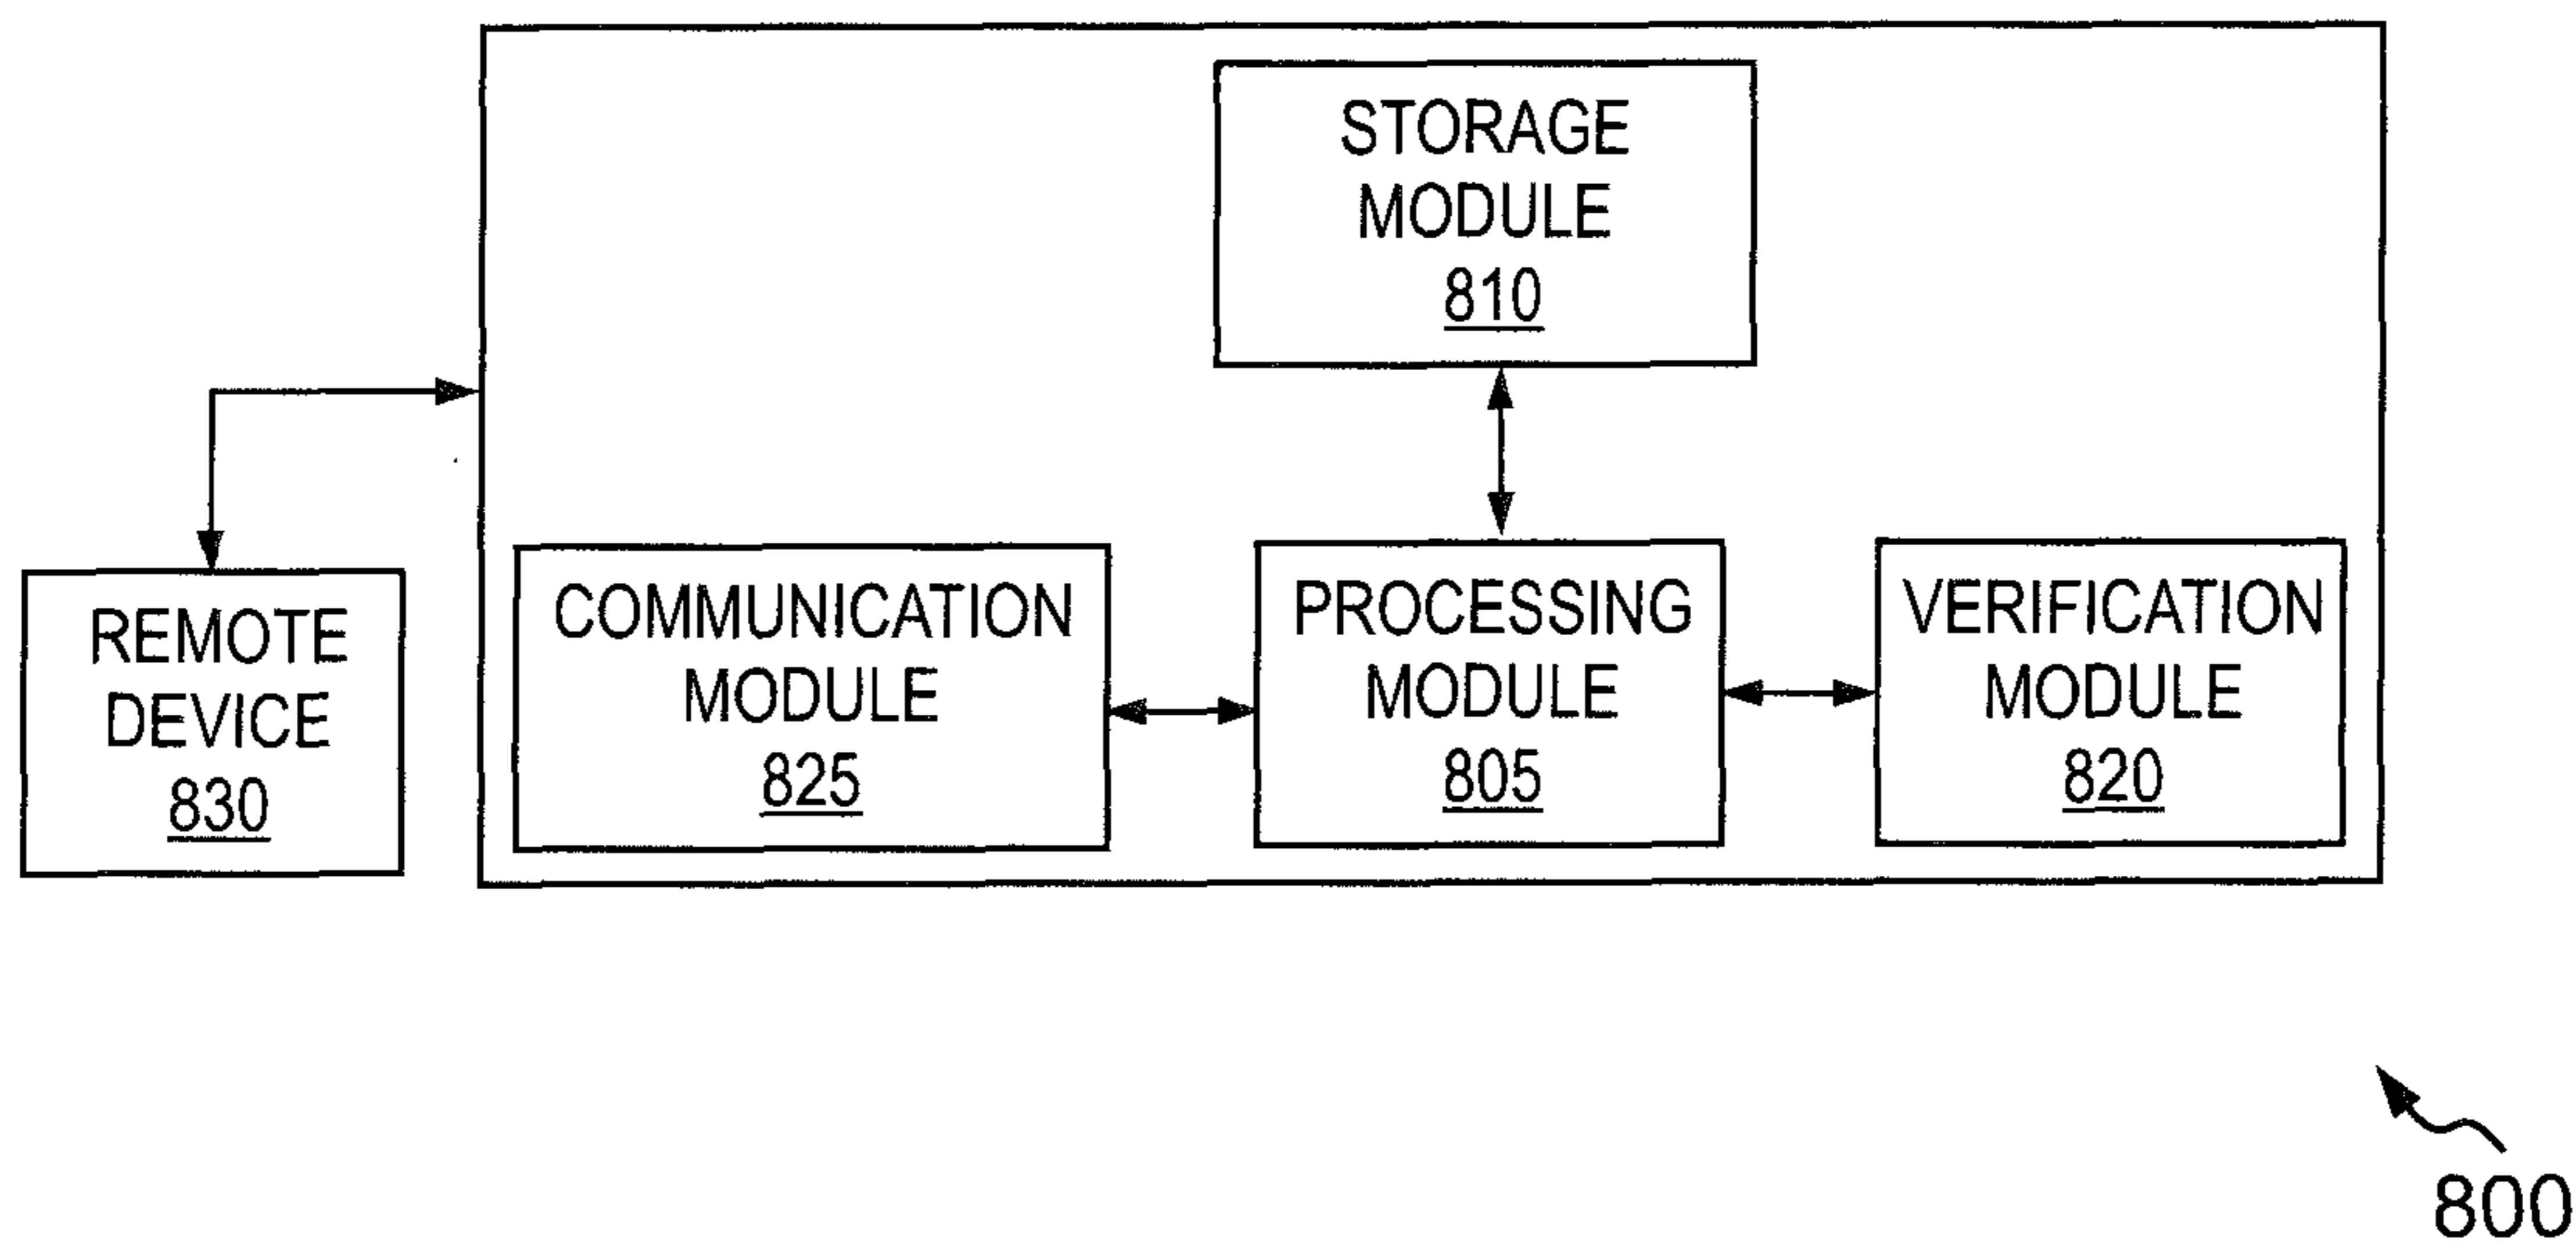 STORAGE
MODULE
810
REMOTE
DEVICE
830
COMMUNICATION
MODULE
825
PROCESSING
MODULE
805
VERIFICATION
MODULE
820
800